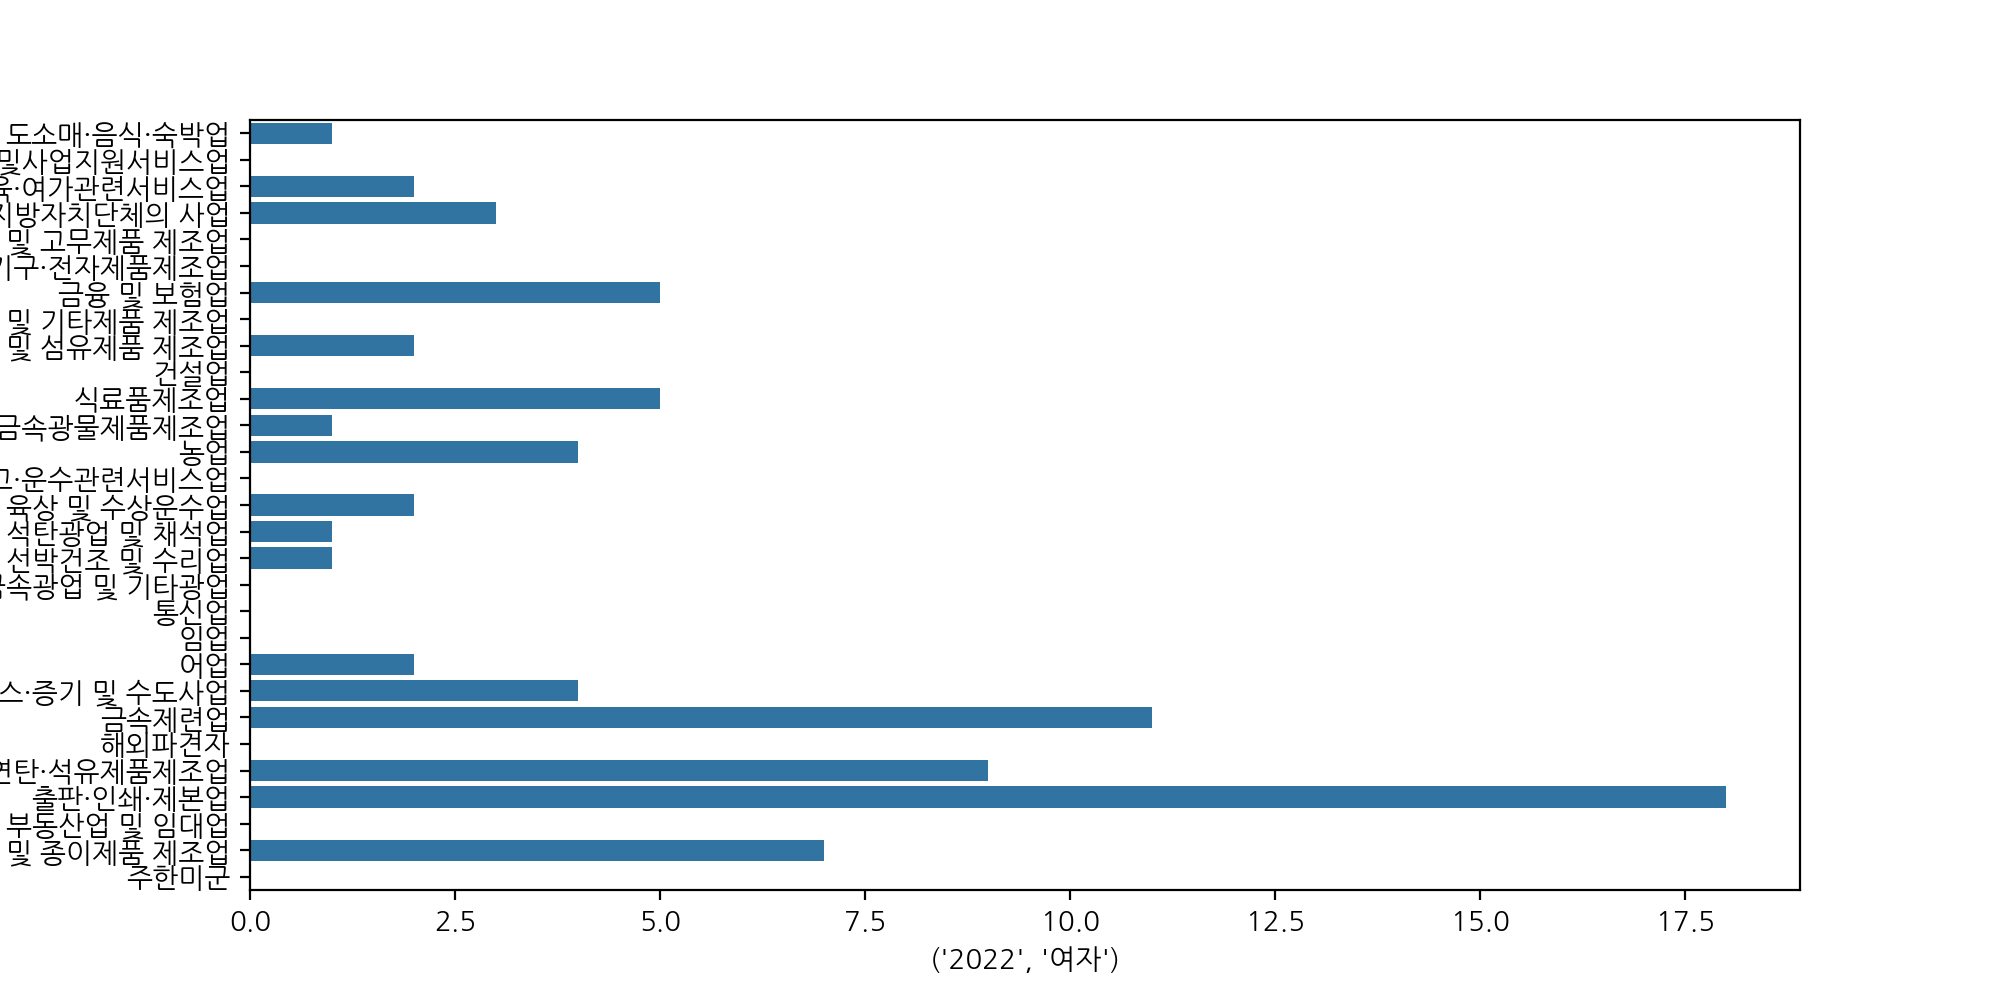 도소매·음식·숙박업
및사업지원서비스업
·여가관련서비스업
지방자치단체의 사업
및 고무제품 제조업
기구·전자제품제조업
금융 및 보험업
및 기타제품 제조업
및 섬유제품 제조업
건설업
식료품제조업
금속광물제품제조업
농업
·운수관련서비스업
육상 및 수상운수업
석탄광업 및 채석업
선박건조 및 수리업
금속광업 및 기타광업
통신업
임업
어업
스·증기 및 수도사업
금속제련업
해외파견자
연탄·석유제품제조업
출판·인쇄·제본업
부동산업 및 임대업
및 종이제품 제조업
주한미군
0.0 2.5 5.0 7.5 10.0 12.5 15.0 17.5
('2022', '여자')